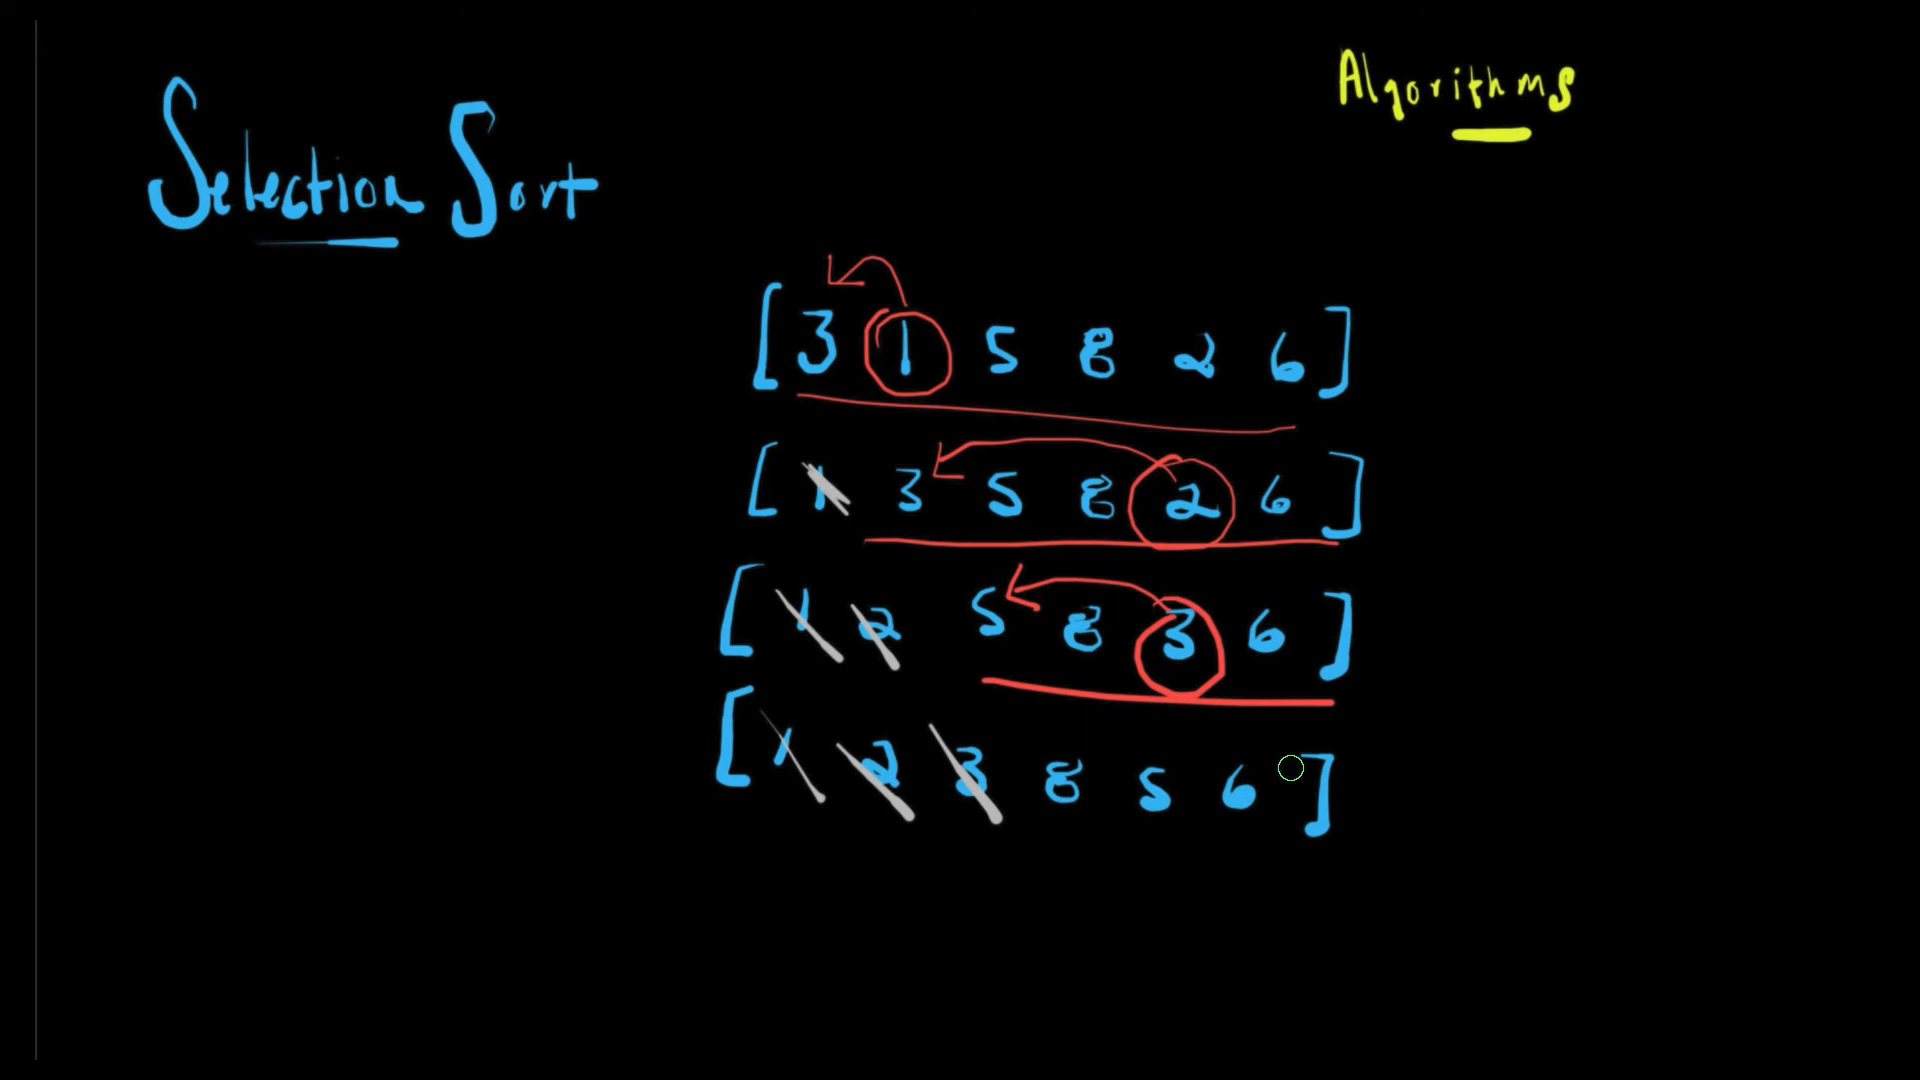 Algorithms
Selection Sort
[ 3 1 5 8 2 6 ]
[ 1 3 5 8 2 6 ]
[ 1 2 5 8 3 6 ]
[ 1 2 3 8 5 6 ]